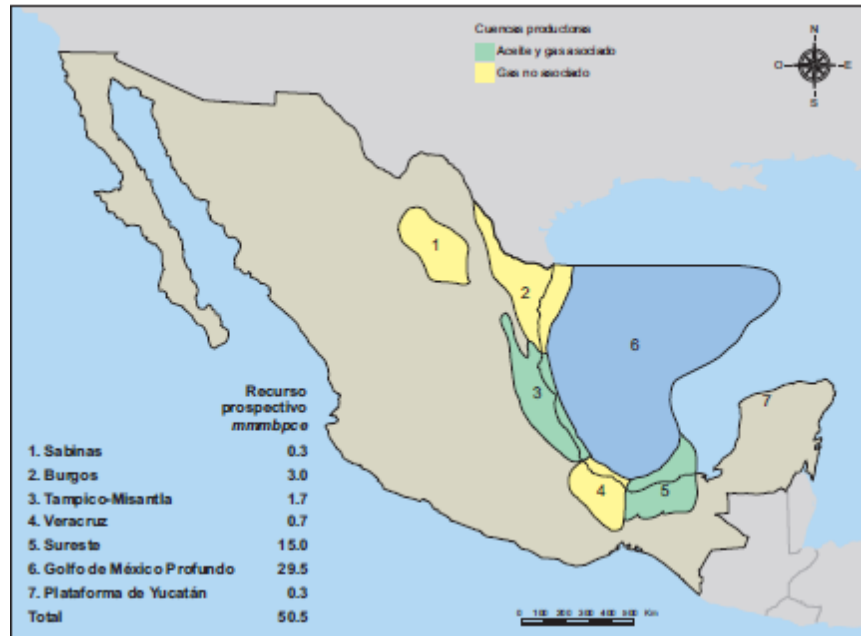 Cuencas productoras
Aceite y gas asociado
Gas no asociado
N
O
E
S
1
2
6
3
7
4
5
Recurso
prospectivo
mmmbpce
1. Sabinas 0.3
2. Burgos 3.0
3. Tampico-Misantla 1.7
4. Veracruz 0.7
5. Sureste 15.0
6. Golfo de México Profundo 29.5
7. Plataforma de Yucatán 0.3
Total 50.5
0 100 200 300 400 500 Km